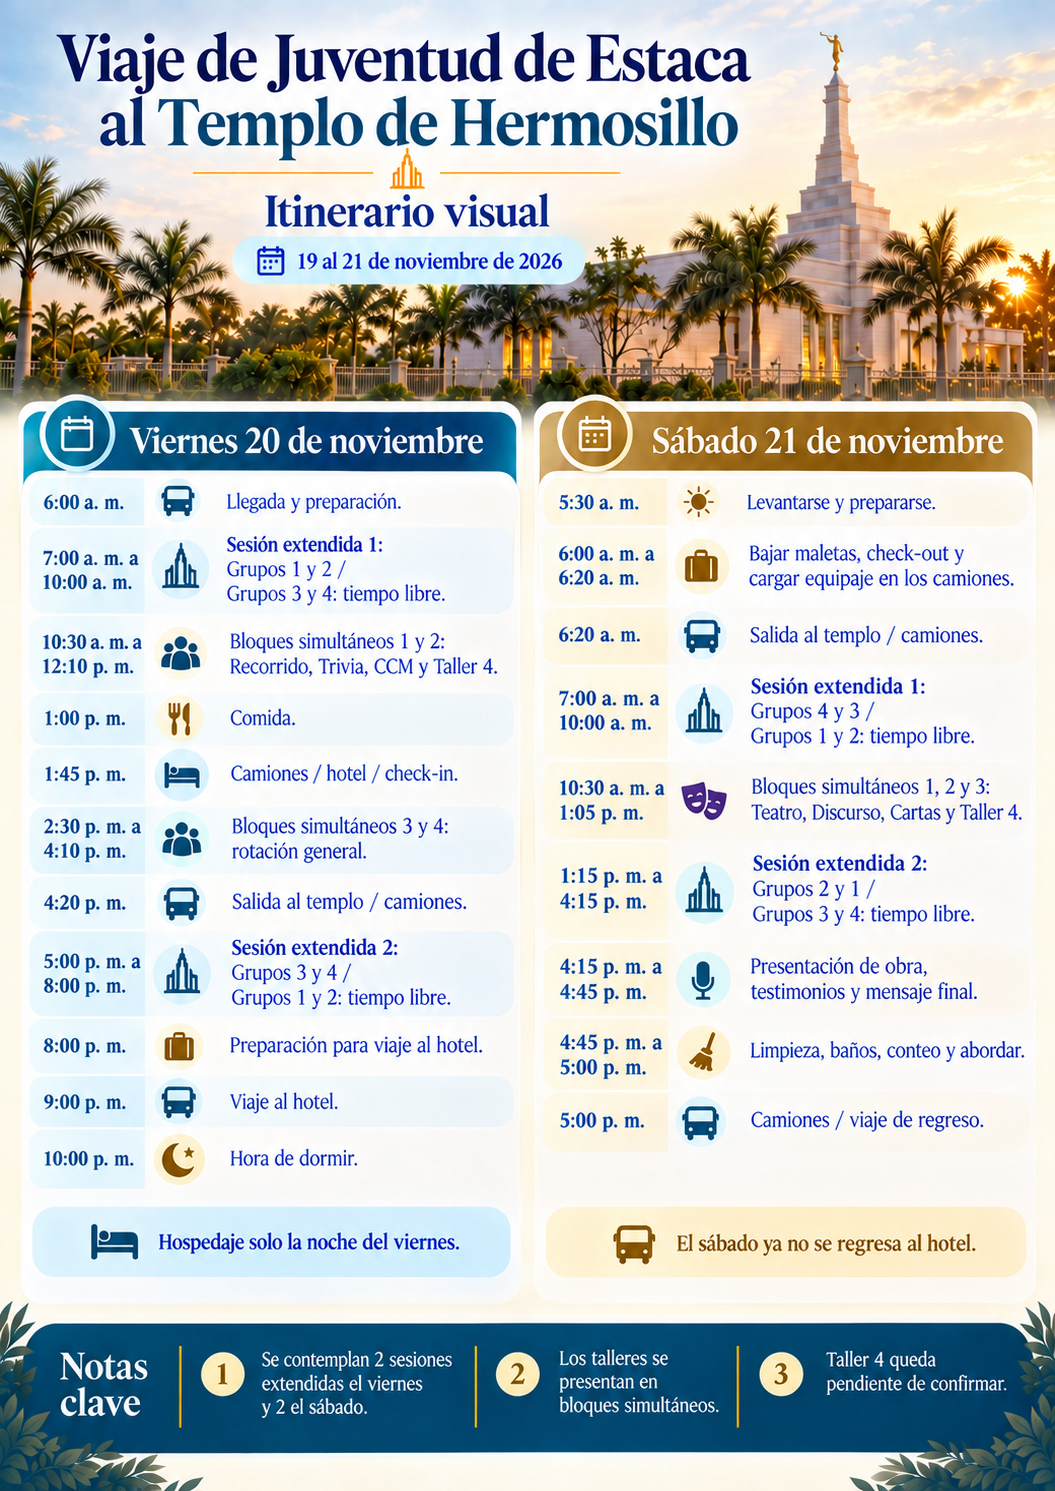 Viaje de Juventud de Estaca
al Templo de Hermosillo
Itinerario visual
19 al 21 de noviembre de 2026
Viernes 20 de noviembre
6:00 a. m.
Llegada y preparación.
7:00 a. m. a
10:00 a. m.
Sesión extendida 1:
Grupos 1 y 2 /
Grupos 3 y 4: tiempo libre.
10:30 a. m. a
12:10 p. m.
Bloques simultáneos 1 y 2:
Recorrido, Trivia, CCM y Taller 4.
1:00 p. m.
Comida.
1:45 p. m.
Camiones / hotel / check-in.
2:30 p. m. a
4:10 p. m.
Bloques simultáneos 3 y 4:
rotación general.
4:20 p. m.
Salida al templo / camiones.
5:00 p. m. a
8:00 p. m.
Sesión extendida 2:
Grupos 3 y 4 /
Grupos 1 y 2: tiempo libre.
8:00 p. m.
Preparación para viaje al hotel.
9:00 p. m.
Viaje al hotel.
10:00 p. m.
Hora de dormir.
Hospedaje solo la noche del viernes.
Sábado 21 de noviembre
5:30 a. m.
Levantarse y prepararse.
6:00 a. m. a
6:20 a. m.
Bajar maletas, check-out y
cargar equipaje en los camiones.
6:20 a. m.
Salida al templo / camiones.
7:00 a. m. a
10:00 a. m.
Sesión extendida 1:
Grupos 4 y 3 /
Grupos 1 y 2: tiempo libre.
10:30 a. m. a
1:05 p. m.
Bloques simultáneos 1, 2 y 3:
Teatro, Discurso, Cartas y Taller 4.
1:15 p. m. a
4:15 p. m.
Sesión extendida 2:
Grupos 2 y 1 /
Grupos 3 y 4: tiempo libre.
4:15 p. m. a
4:45 p. m.
Presentación de obra,
testimonios y mensaje final.
4:45 p. m. a
5:00 p. m.
Limpieza, baños, conteo y abordar.
5:00 p. m.
Camiones / viaje de regreso.
El sábado ya no se regresa al hotel.
Notas
clave
1
Se contemplan 2 sesiones
extendidas el viernes
y 2 el sábado.
2
Los talleres se
presentan en
bloques simultáneos.
3
Taller 4 queda
pendiente de confirmar.